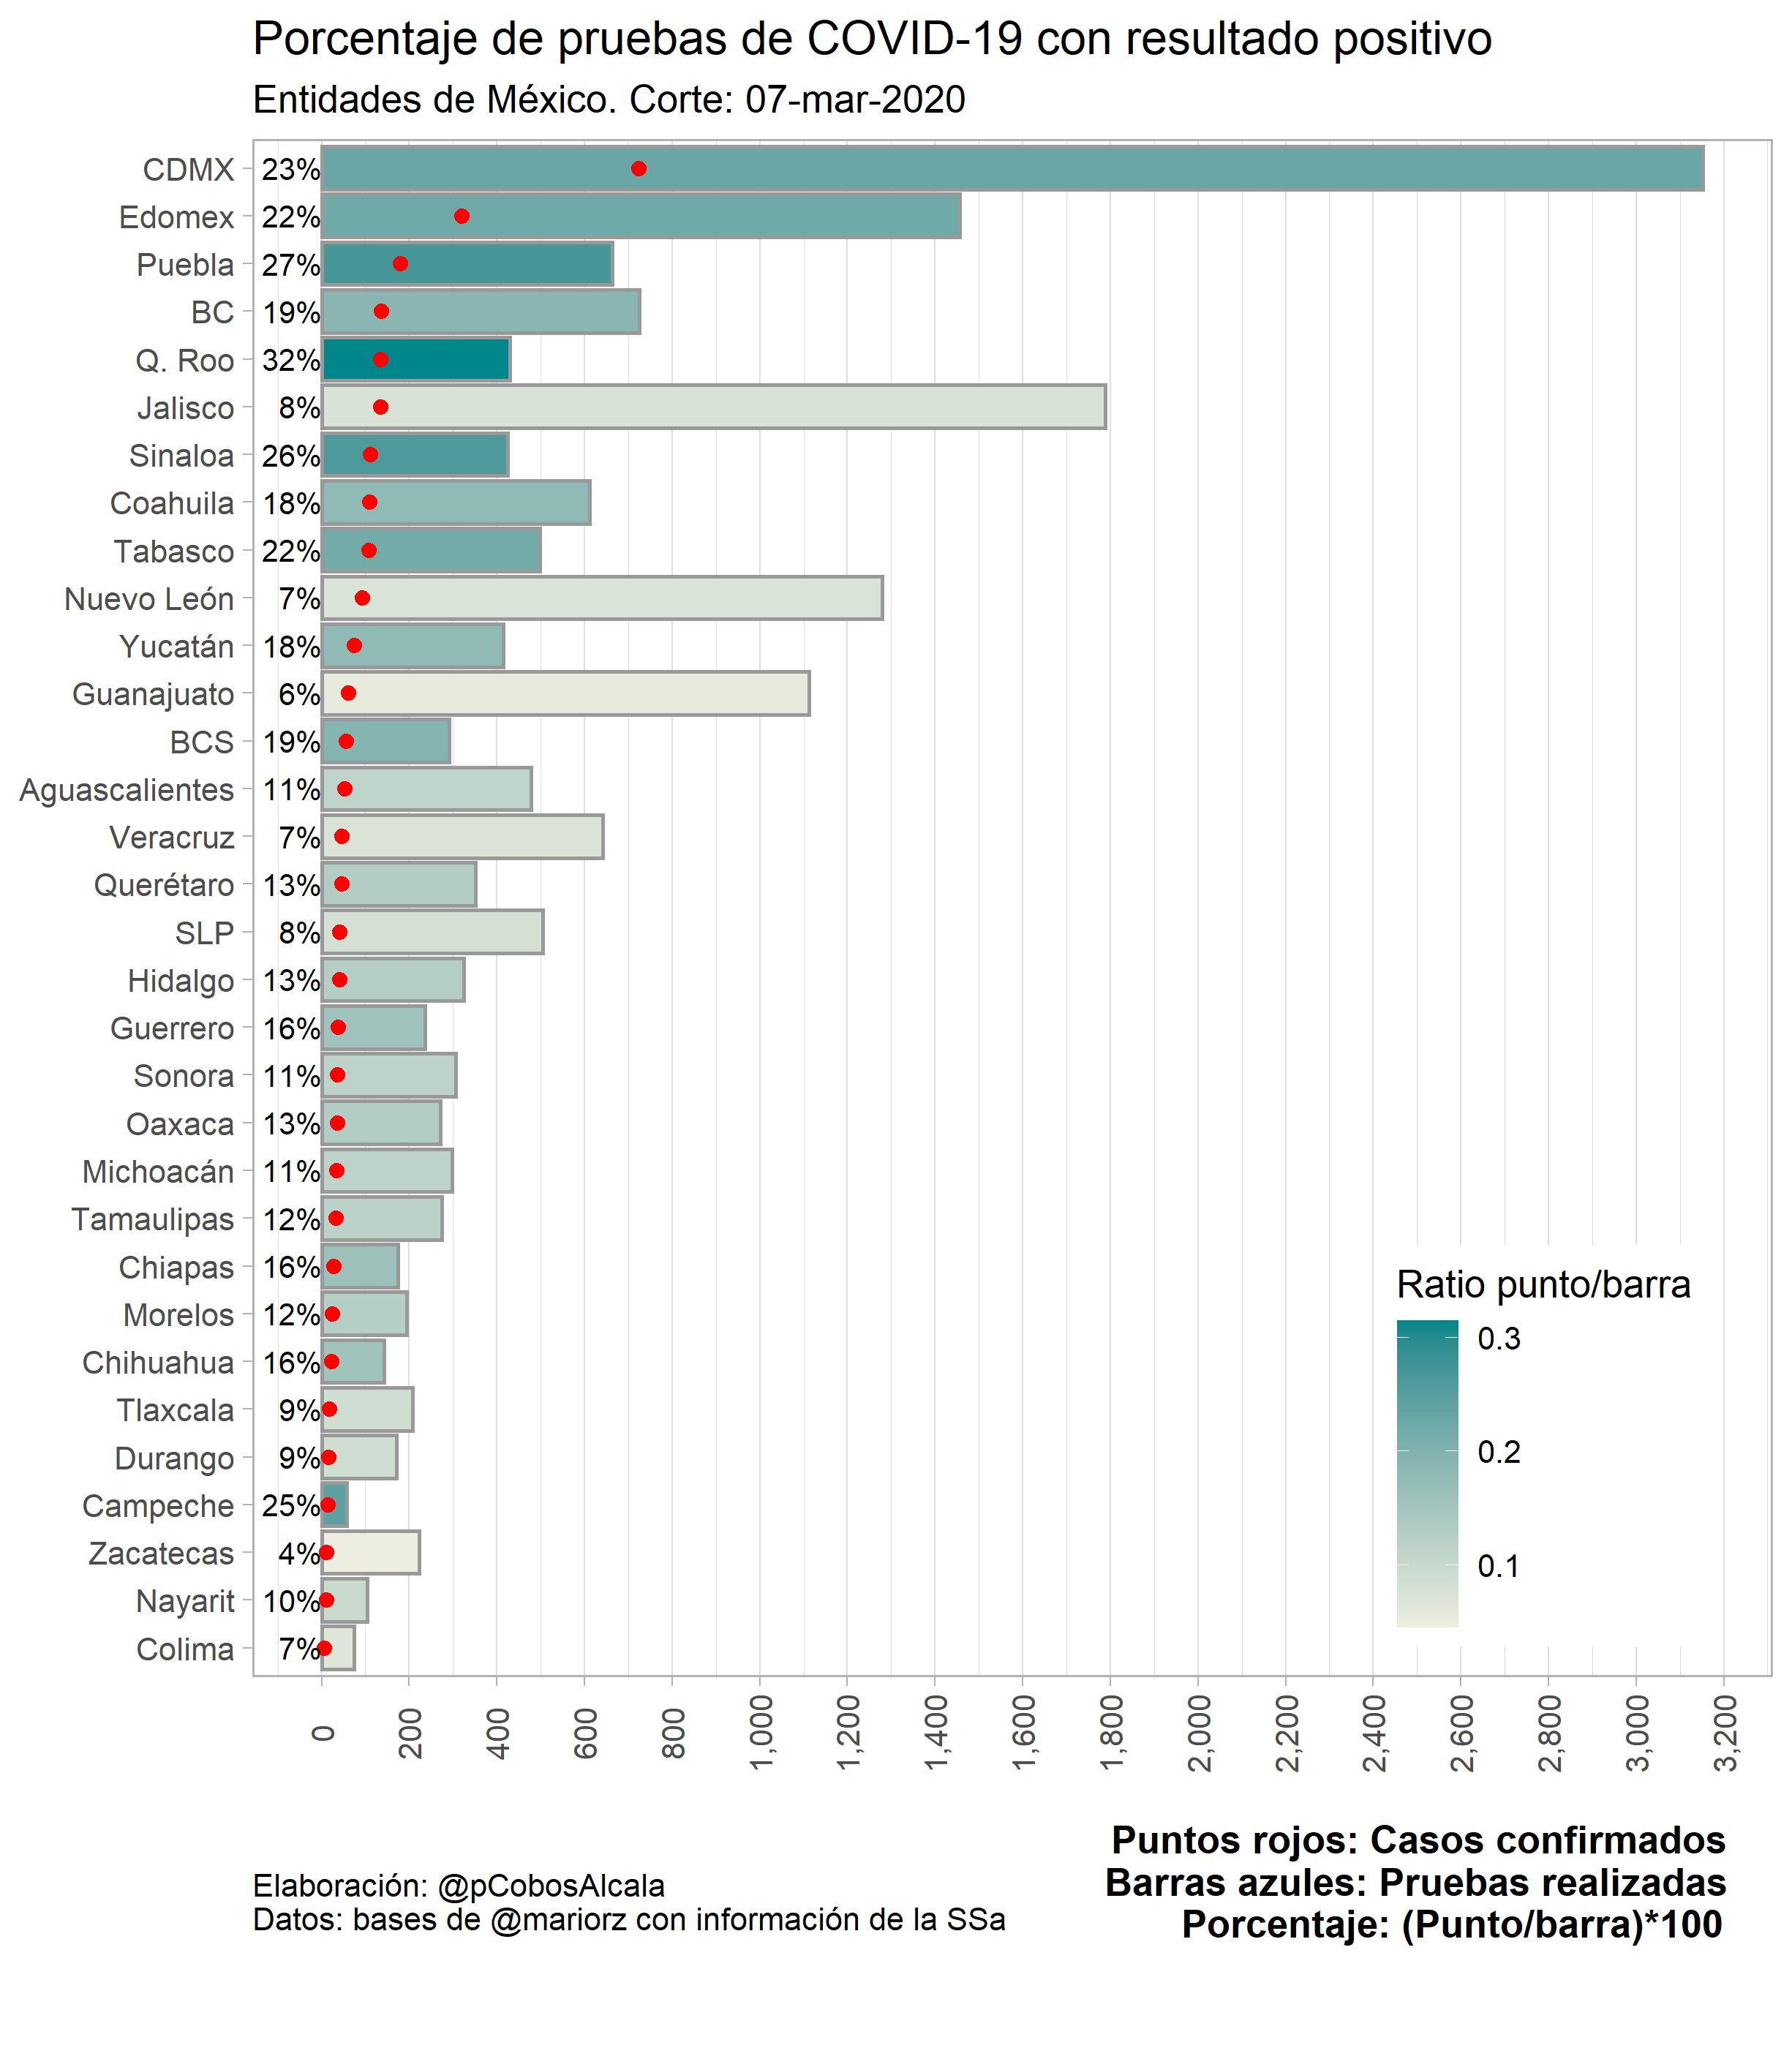 Porcentaje de pruebas de COVID-19 con resultado positivo
Entidades de México. Corte: 07-mar-2020
CDMX 23%
Edomex 22%
Puebla 27%
BC 19%
Q. Roo 32%
Jalisco 8%
Sinaloa 26%
Coahuila 18%
Tabasco 22%
Nuevo León 7%
Yucatán 18%
Guanajuato 6%
BCS 19%
Aguascalientes 11%
Veracruz 7%
Querétaro 13%
SLP 8%
Hidalgo 13%
Guerrero 16%
Sonora 11%
Oaxaca 13%
Michoacán 11%
Tamaulipas 12%
Chiapas 16%
Morelos 12%
Chihuahua 16%
Tlaxcala 9%
Durango 9%
Campeche 25%
Zacatecas 4%
Nayarit 10%
Colima 7%
Ratio punto/barra
0.3
0.2
0.1
0 200 400 600 800 1,000 1,200 1,400 1,600 1,800 2,000 2,200 2,400 2,600 2,800 3,000 3,200
Puntos rojos: Casos confirmados
Barras azules: Pruebas realizadas
Porcentaje: (Punto/barra)*100
Elaboración: @pCobosAlcala
Datos: bases de @mariorz con información de la SSa